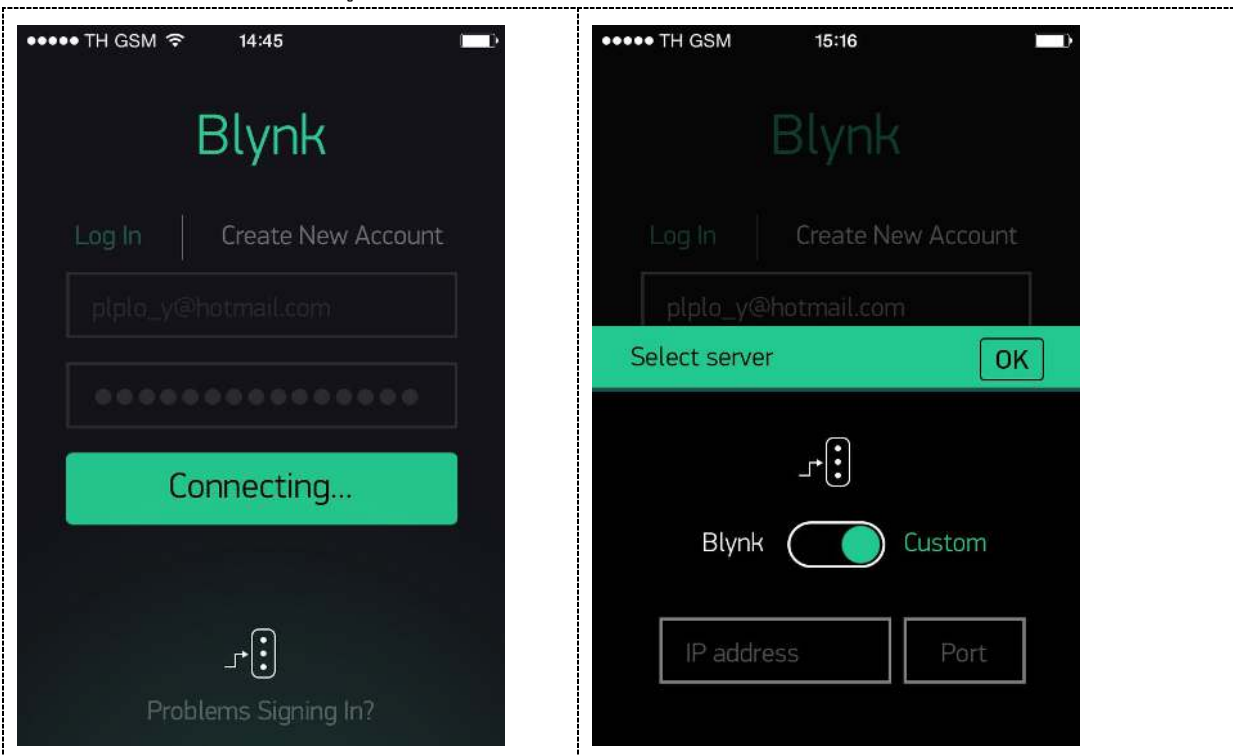 TH GSM 14:45
Blynk
Log In Create New Account
plplo_y@hotmail.com
Connecting...
Problems Signing In?
TH GSM 15:16
Blynk
Log In Create New Account
plplo_y@hotmail.com
Select server OK
Blynk Custom
IP address Port